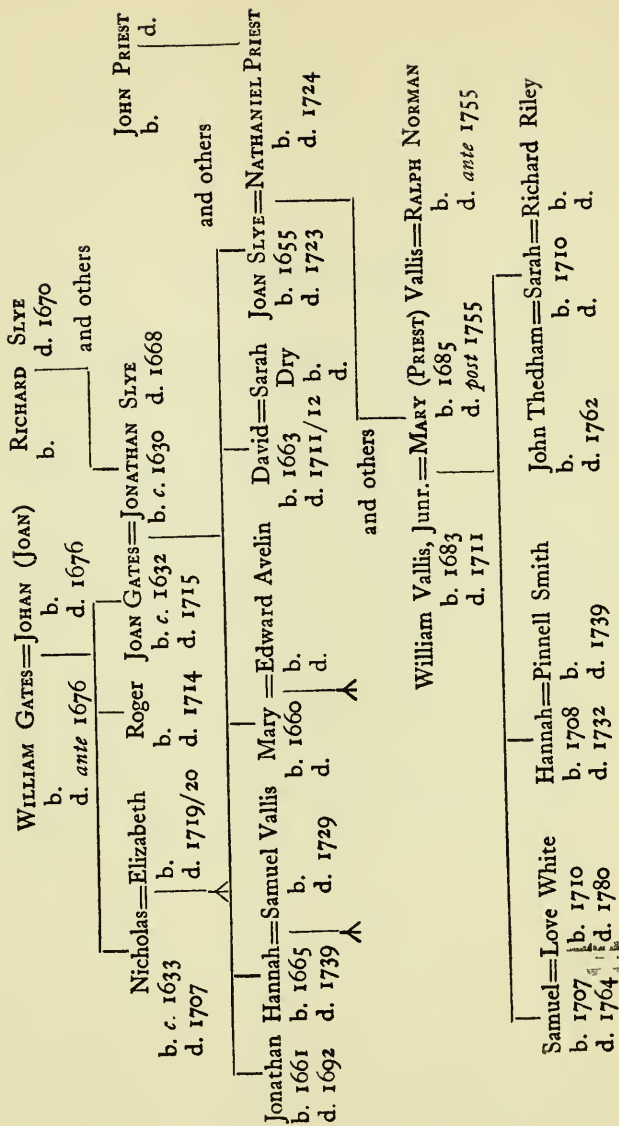 RICHARD SLYE
b. d. 1670
and others
JOHN PRIEST
b. d.
WILLIAM GATES=JOHAN (JOAN)
b. b.
d. ante 1676 d. 1676
Nicholas=Elizabeth
b. c. 1633 b.
d. 1707 d. 1719/20
Roger
b.
d. 1714
JOAN GATES=JONATHAN SLYE
b. c. 1632 b. c. 1630 d. 1668
d. 1715
and others
Jonathan
b. 1661
d. 1692
Hannah=Samuel Vallis
b. 1665 b.
d. 1739 d. 1729
Mary=Edward Avelin
b. 1660 b.
d. d.
David=Sarah Dry
b. 1663 b.
d. 1711/12 d.
JOAN SLYE=NATHANIEL PRIEST
b. 1655 b.
d. 1723 d. 1724
and others
William Vallis, Junr.=MARY (PRIEST) Vallis=RALPH NORMAN
b. 1683 b. 1685 b.
d. 1711 d. post 1755 d. ante 1755
Samuel=Love White
b. 1707 b. 1710
d. 1764 d. 1780
Hannah=Pinnell Smith
b. 1708 b.
d. 1732 d. 1739
John Thedham=Sarah=Richard Riley
b. b. 1710 b.
d. 1762 d. d.